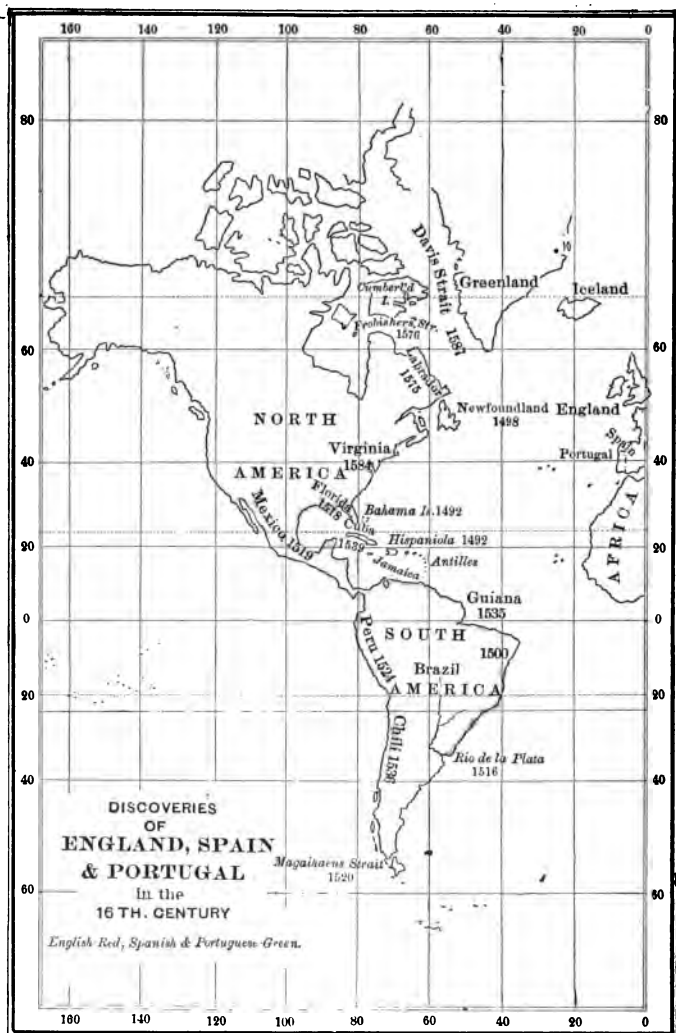 160 140 120 100 80 60 40 20 0
80 80
10
Davis Strait 1587
Greenland
Iceland
Cumberl'd
I.
Frobishers Str.
1576
60 60
Labrador
1575
NORTH
Newfoundland
1498
England
Virginia
1584
Spain
Portugal
40 40
AMERICA
Florida
1578
Bahama Is. 1492
Mexico 1519
Cuba
1539
Hispaniola 1492
AFRICA
20 20
Jamaica
Antilles
Guiana
1535
0 0
SOUTH
Peru 1524
1500
Brazil
AMERICA
20 20
Chili 1536
Rio de la Plata
1516
40 40
DISCOVERIES
OF
ENGLAND, SPAIN
& PORTUGAL
In the
16 TH. CENTURY
Magalhaens Strait
1520
60 60
English Red, Spanish & Portuguese Green.
160 140 120 100 80 60 40 20 0